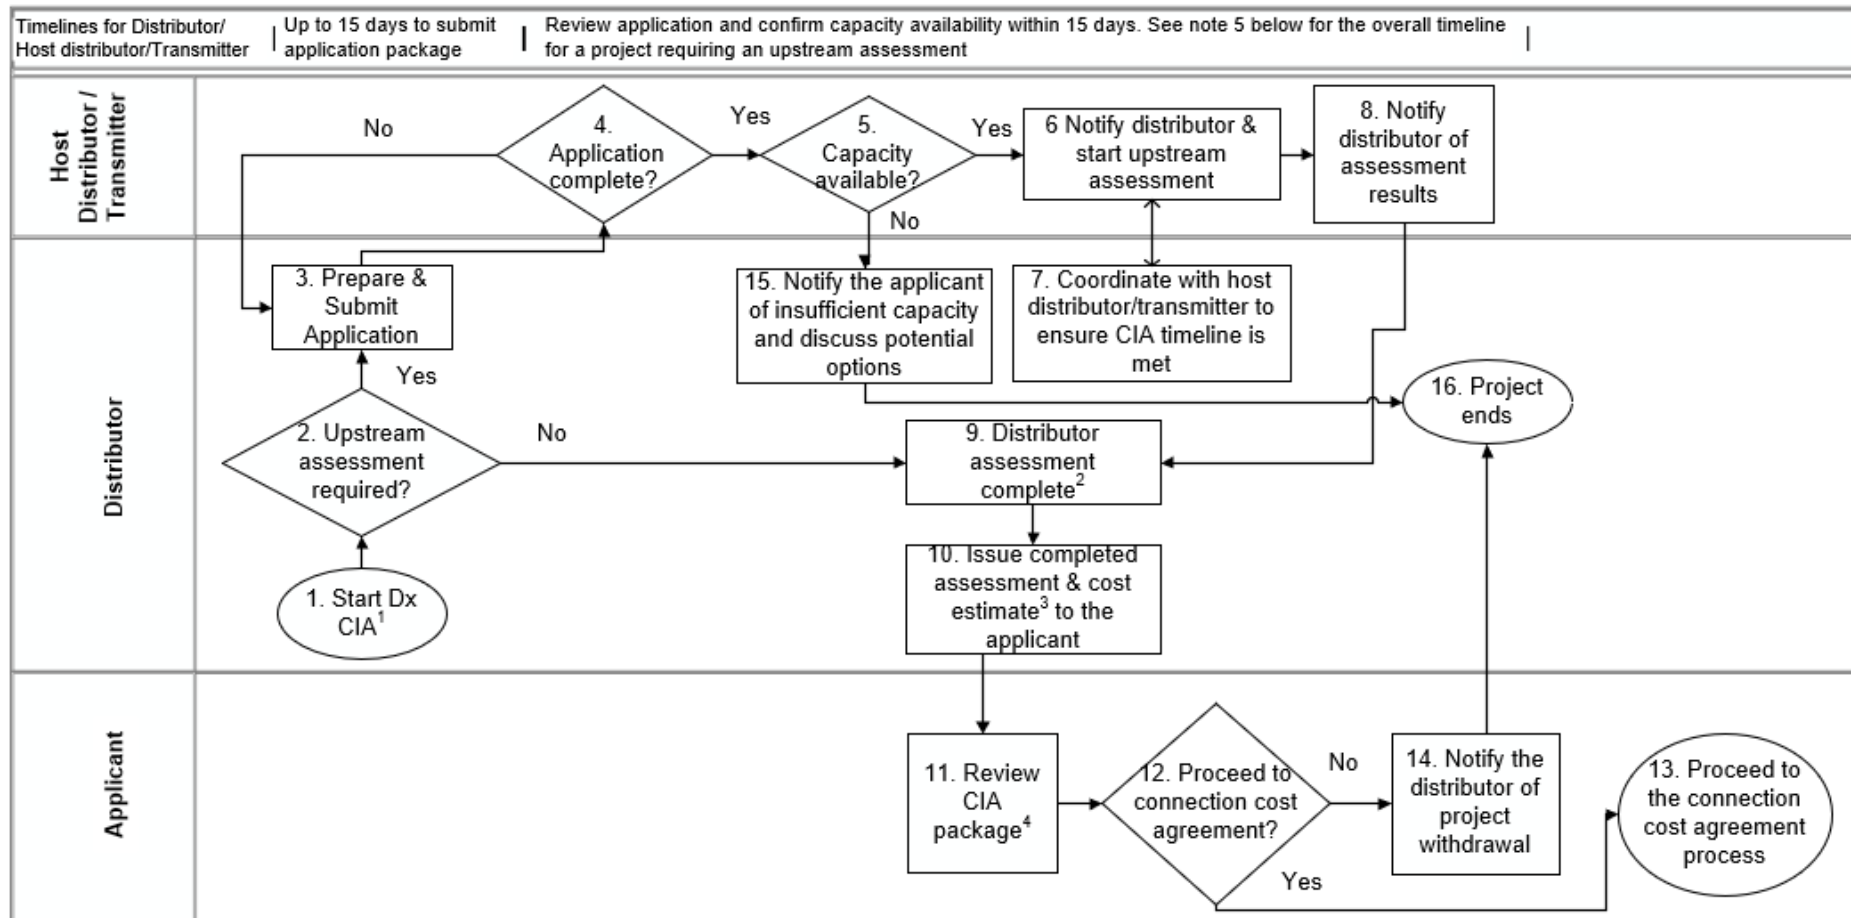 Timelines for Distributor/
Host distributor/Transmitter
Up to 15 days to submit
application package
Review application and confirm capacity availability within 15 days. See note 5 below for the overall timeline
for a project requiring an upstream assessment
Host
Distributor /
Transmitter
No
4.
Application
complete?
Yes
5.
Capacity
available?
Yes
6 Notify distributor &
start upstream
assessment
8. Notify
distributor of
assessment
results
No
Distributor
3. Prepare &
Submit
Application
15. Notify the applicant
of insufficient capacity
and discuss potential
options
7. Coordinate with host
distributor/transmitter to
ensure CIA timeline is
met
Yes
16. Project
ends
2. Upstream
assessment
required?
No
9. Distributor
assessment
complete2
1. Start Dx
CIA1
10. Issue completed
assessment & cost
estimate3 to the
applicant
Applicant
11. Review
CIA
package4
12. Proceed to
connection cost
agreement?
No
14. Notify the
distributor of
project
withdrawal
13. Proceed to
the connection
cost agreement
process
Yes